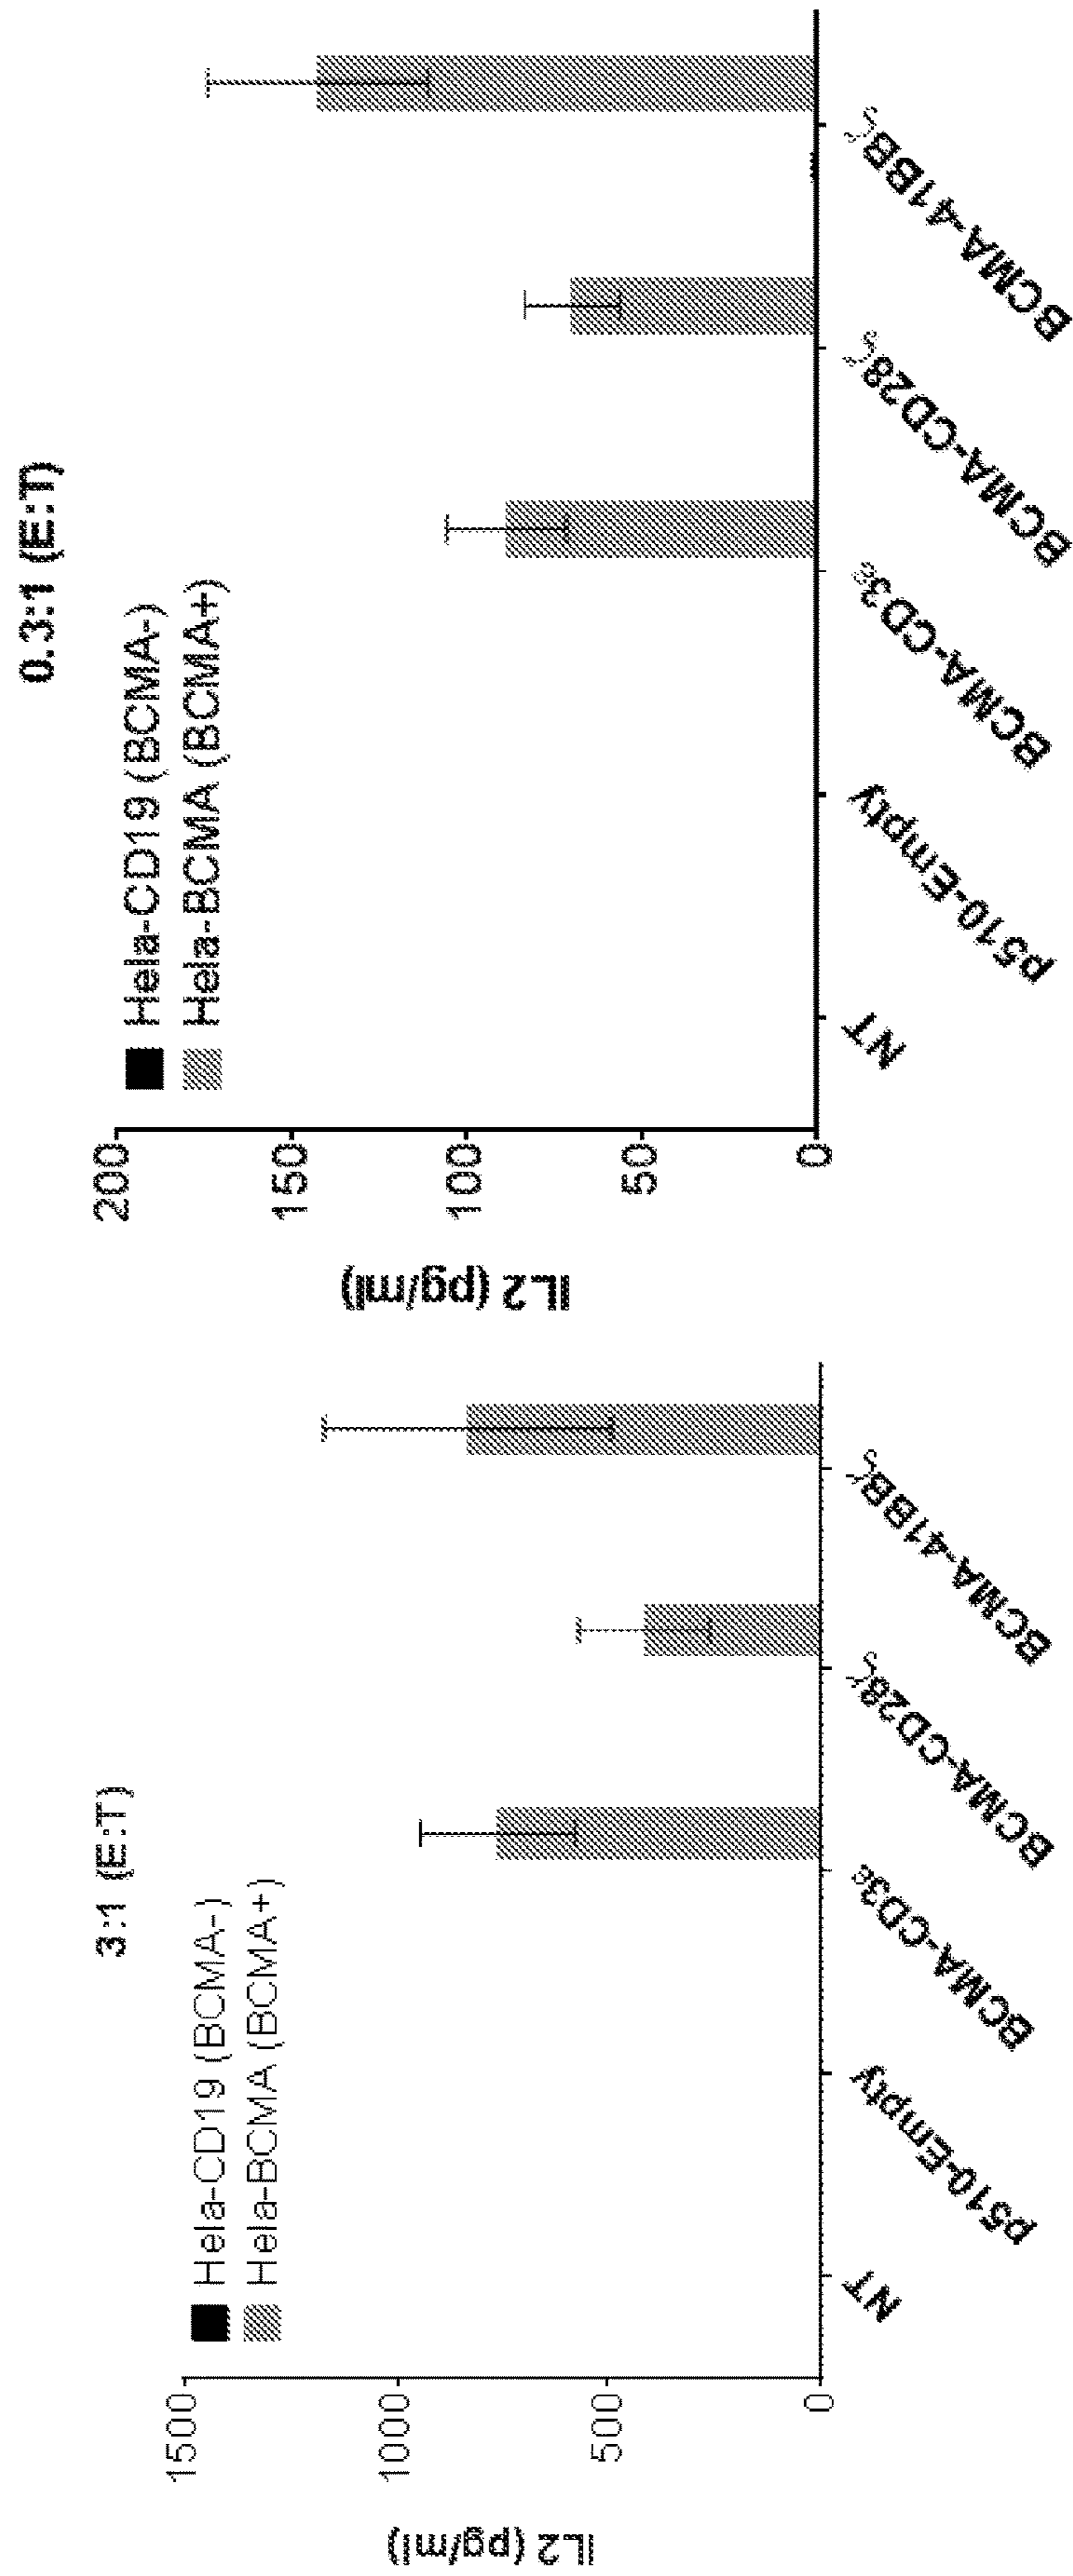 3:1 (E:T)
Hela-CD19 (BCMA-)
Hela-BCMA (BCMA+)
IL2 (pg/ml)
1500
1000
500
0
NT
p510-Empty
BCMA-CD3ε
BCMA-CD28ζ
BCMA-41BBζ
0.3:1 (E:T)
Hela-CD19 (BCMA-)
Hela-BCMA (BCMA+)
IL2 (pg/ml)
200
150
100
50
0
NT
p510-Empty
BCMA-CD3ε
BCMA-CD28ζ
BCMA-41BBζ